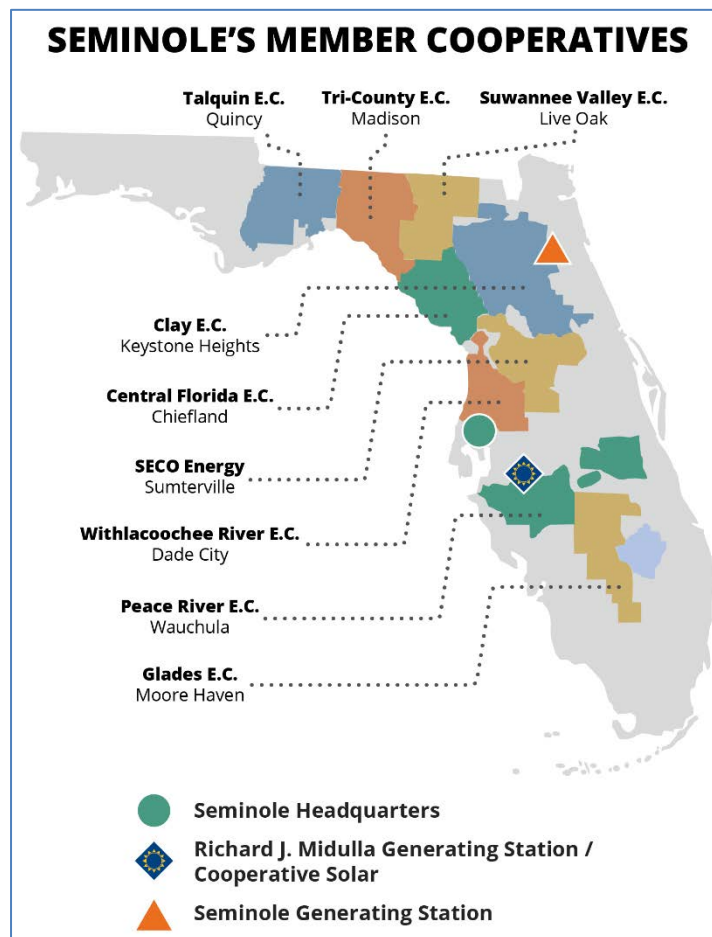 SEMINOLE'S MEMBER COOPERATIVES
Talquin E.C.
Quincy
Tri-County E.C.
Madison
Suwannee Valley E.C.
Live Oak
Clay E.C.
Keystone Heights
Central Florida E.C.
Chiefland
SECO Energy
Sumterville
Withlacoochee River E.C.
Dade City
Peace River E.C.
Wauchula
Glades E.C.
Moore Haven
Seminole Headquarters
Richard J. Midulla Generating Station /
Cooperative Solar
Seminole Generating Station